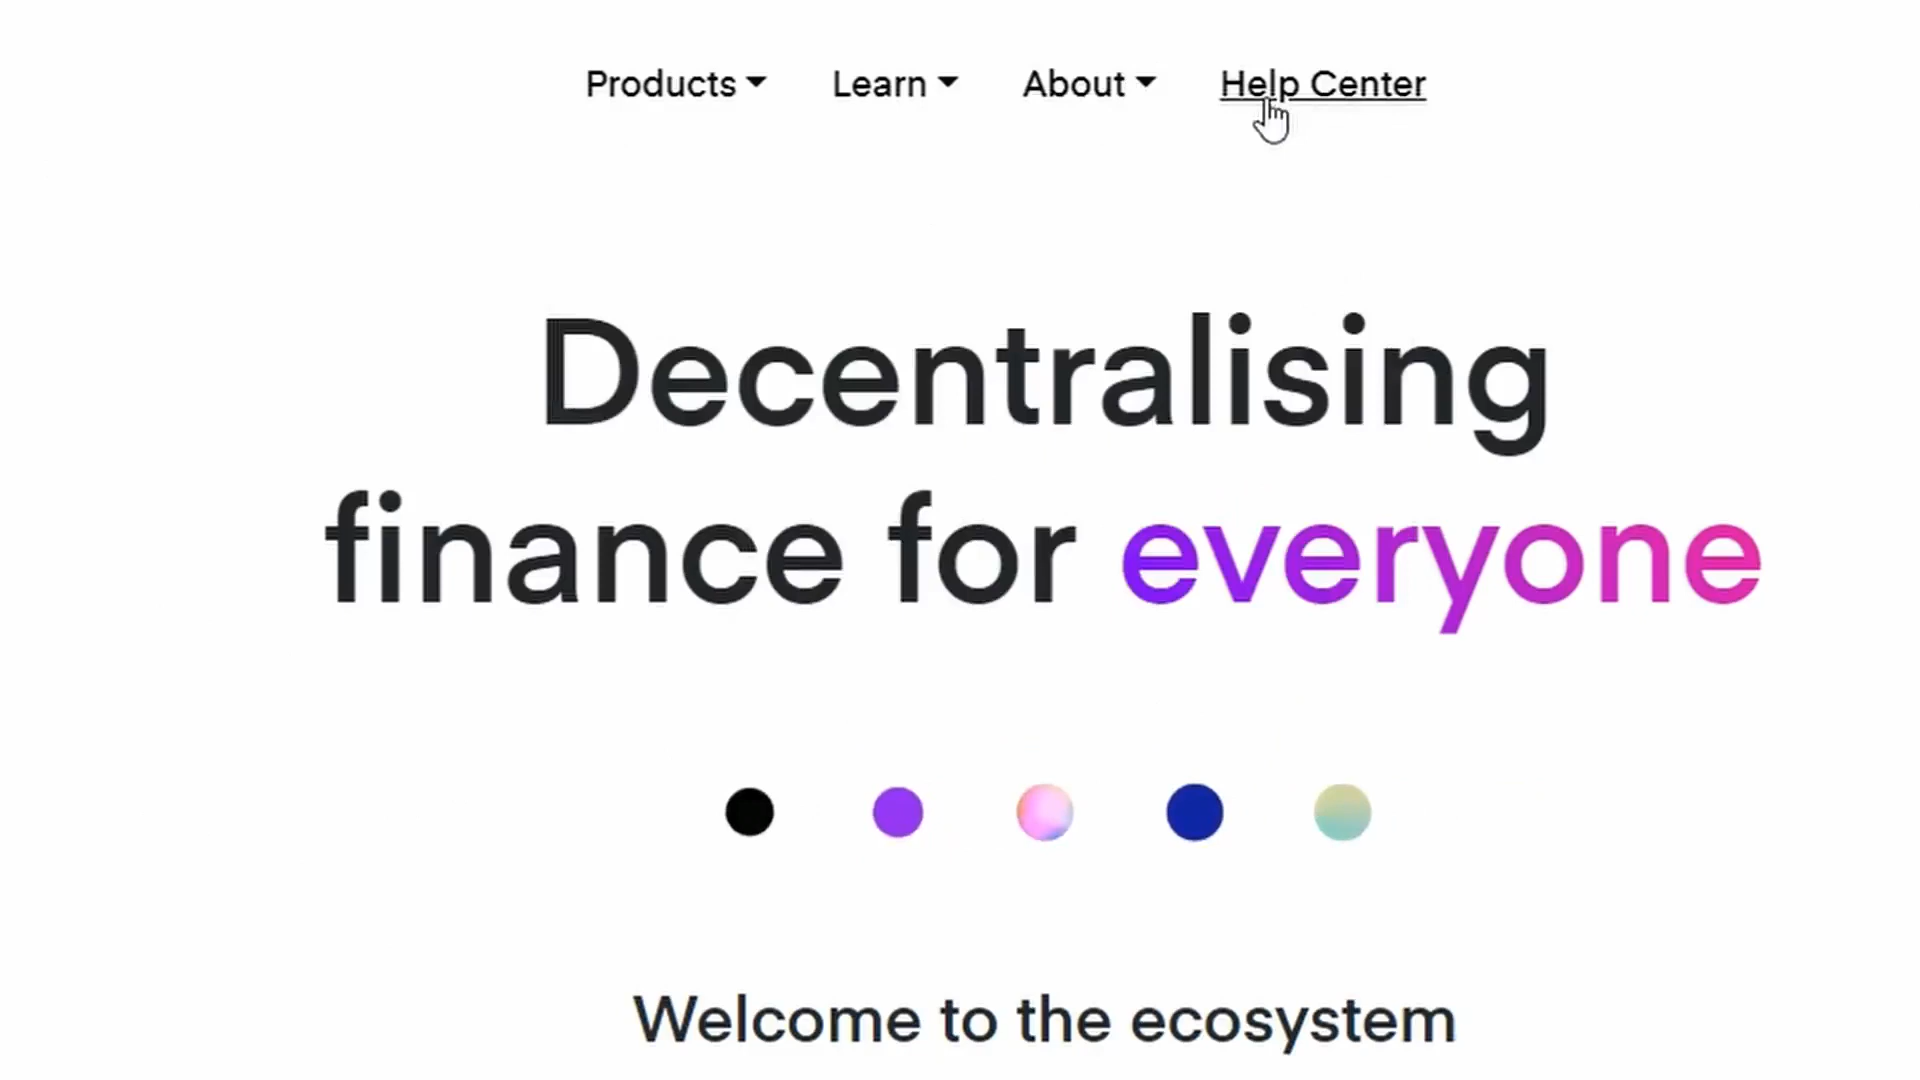 Products Learn About Help Center
Decentralising
finance for everyone
Welcome to the ecosystem